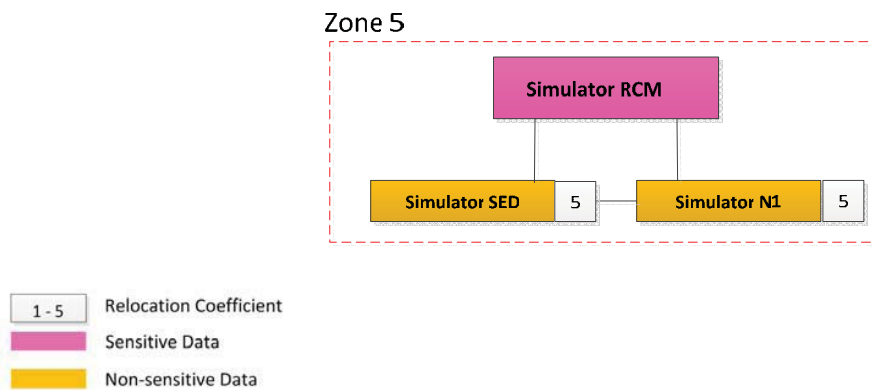 Zone 5
Simulator RCM
Simulator SED 5
Simulator N1 5
1 - 5 Relocation Coefficient
Sensitive Data
Non-sensitive Data